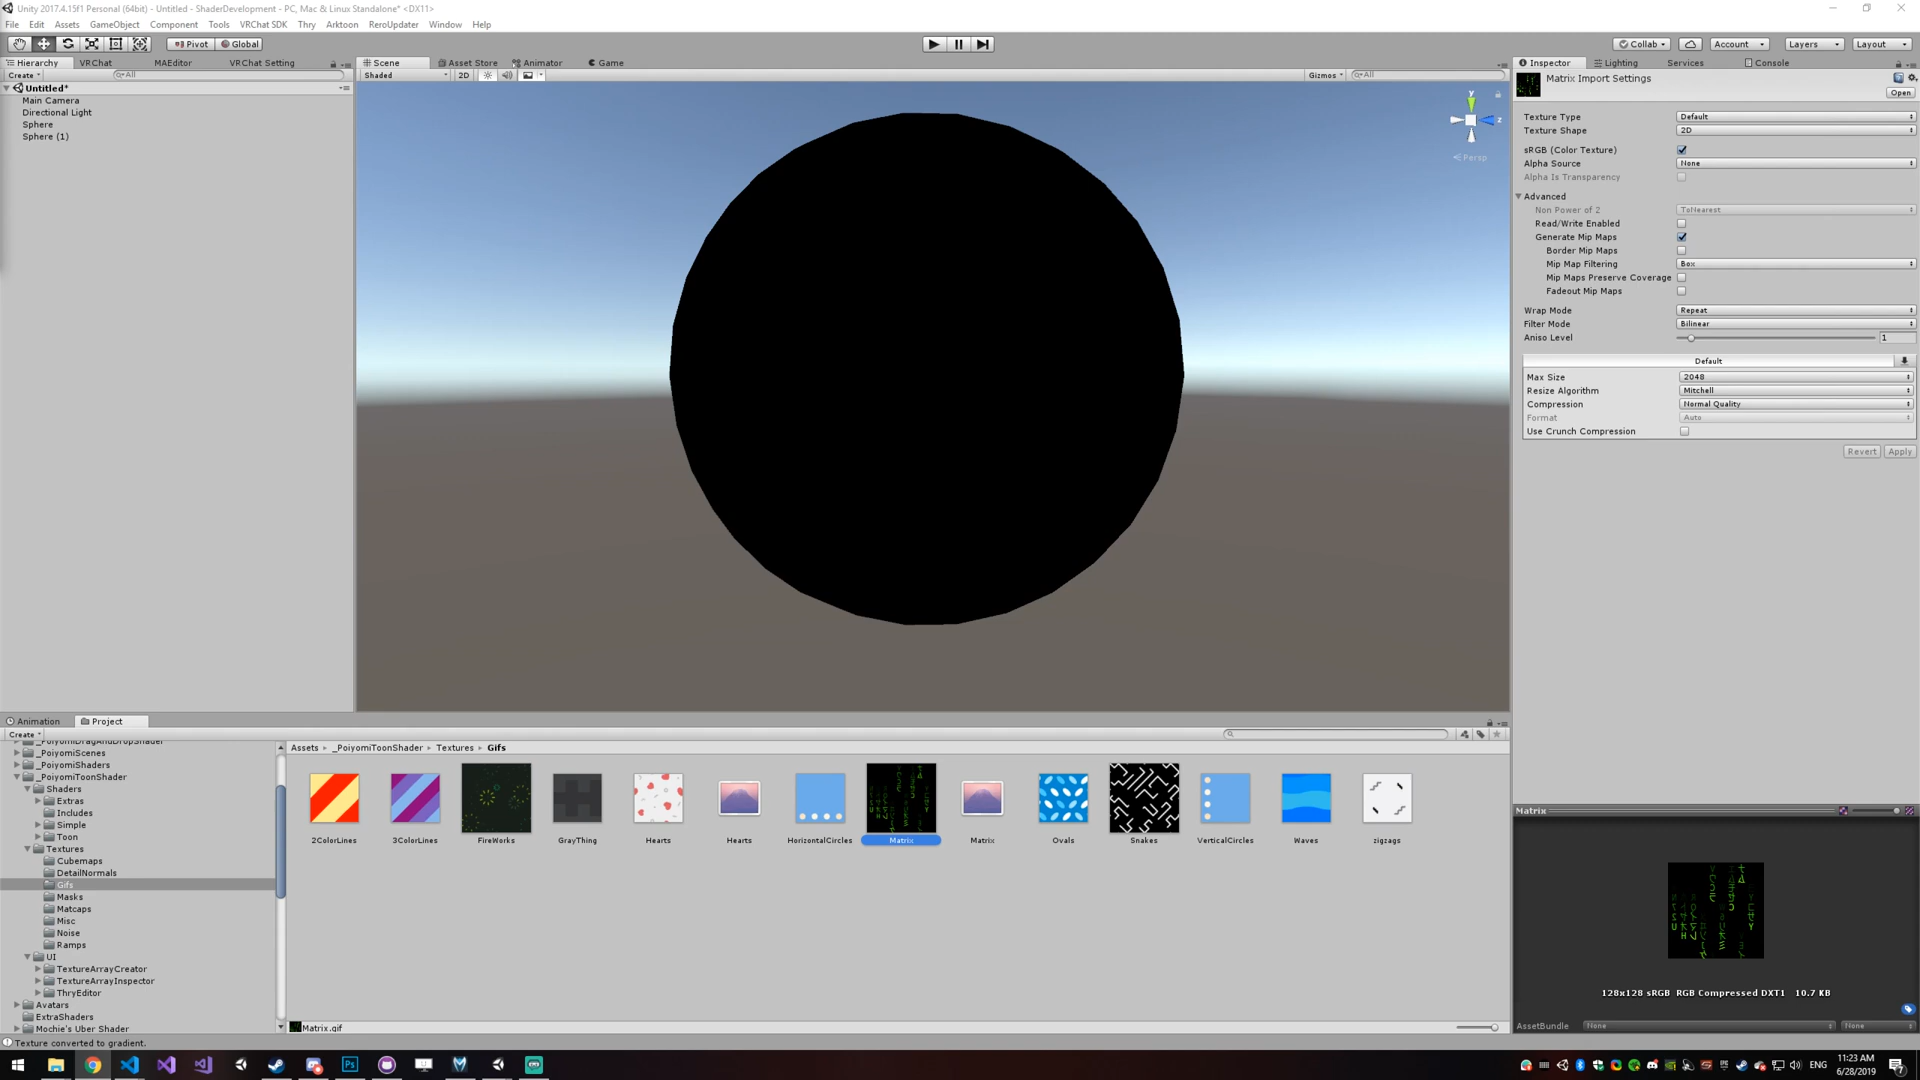 Unity 2017.4.15f1 Personal (64bit) - Untitled - ShaderDevelopment - PC, Mac & Linux Standalone* <DX11>
File Edit Assets GameObject Component Tools VRChat SDK Thry Arktoon ReroUpdater Window Help
Pivot Global Collab Account Layers Layout
Hierarchy VRChat MAEditor VRChat Setting
Create All
Untitled*
Main Camera
Directional Light
Sphere
Sphere (1)
Scene Asset Store Animator Game
Shaded 2D Gizmos All
y
z
Persp
Inspector Lighting Services Console
Matrix Import Settings
Open
Texture Type Default
Texture Shape 2D
sRGB (Color Texture)
Alpha Source None
Alpha Is Transparency
Advanced
Non Power of 2 ToNearest
Read/Write Enabled
Generate Mip Maps
Border Mip Maps
Mip Map Filtering Box
Mip Maps Preserve Coverage
Fadeout Mip Maps
Wrap Mode Repeat
Filter Mode Bilinear
Aniso Level 1
Default
Max Size 2048
Resize Algorithm Mitchell
Compression Normal Quality
Format Auto
Use Crunch Compression
Revert Apply
Animation Project
Create
_PoiyomiDragAndDropShader
_PoiyomiScenes
_PoiyomiShaders
_PoiyomiToonShader
Shaders
Extras
Includes
Simple
Toon
Textures
Cubemaps
DetailNormals
Gifs
Masks
Matcaps
Misc
Noise
Ramps
UI
TextureArrayCreator
TextureArrayInspector
ThryEditor
Avatars
ExtraShaders
Mochie's Uber Shader
Assets _PoiyomiToonShader Textures Gifs
2ColorLines 3ColorLines FireWorks GrayThing Hearts Hearts HorizontalCircles Matrix Matrix Ovals Snakes VerticalCircles Waves zigzags
Matrix.gif
Matrix
128x128 sRGB RGB Compressed DXT1 10.7 KB
AssetBundle None None
Texture converted to gradient.
ENG
11:23 AM
6/28/2019